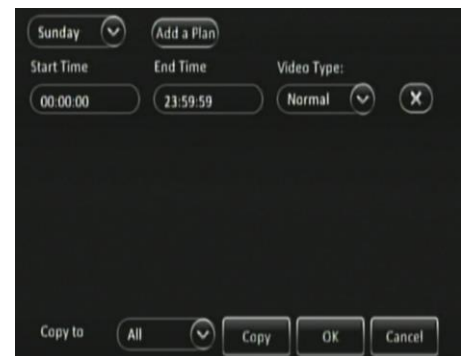 Sunday Add a Plan
Start Time End Time Video Type:
00:00:00 23:59:59 Normal X
Copy to All Copy OK Cancel